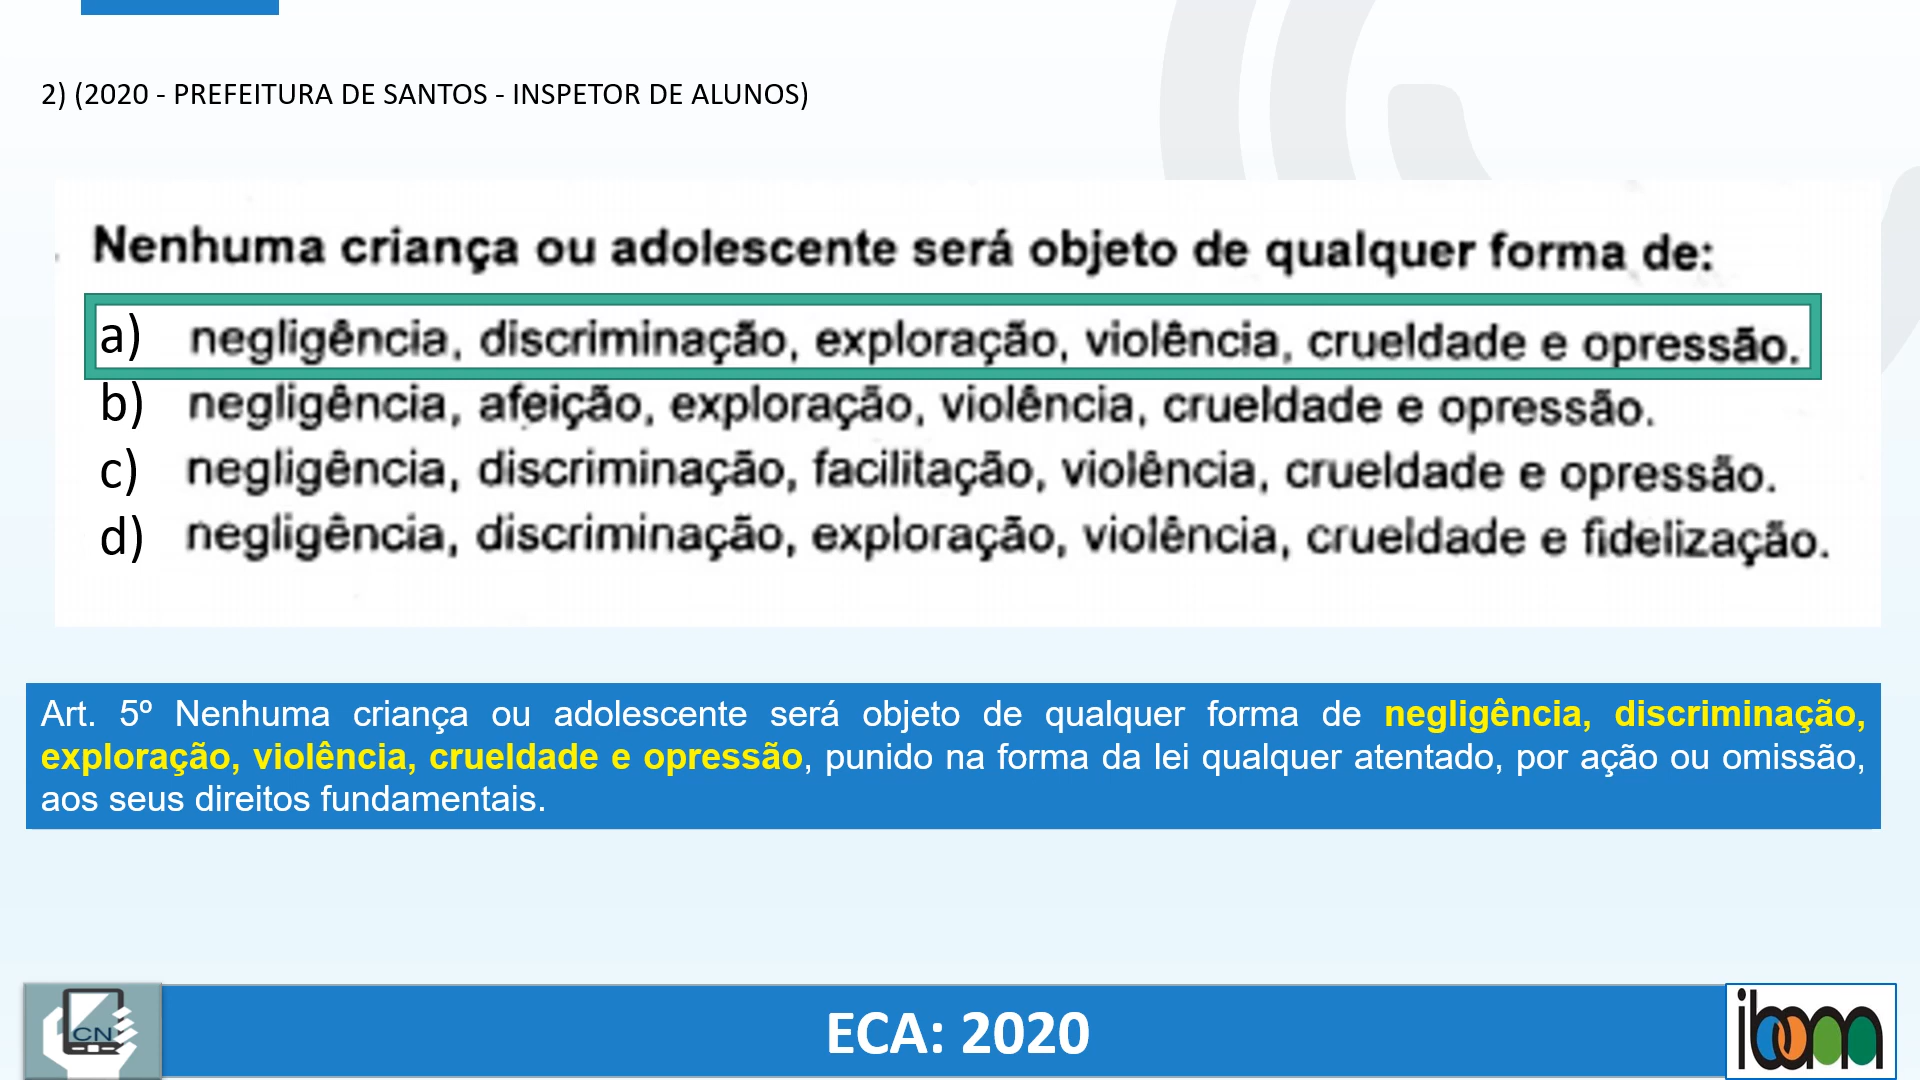 2) (2020 - PREFEITURA DE SANTOS - INSPETOR DE ALUNOS)
Nenhuma criança ou adolescente será objeto de qualquer forma de:
a) negligência, discriminação, exploração, violência, crueldade e opressão.
b) negligência, afeição, exploração, violência, crueldade e opressão.
c) negligência, discriminação, facilitação, violência, crueldade e opressão.
d) negligência, discriminação, exploração, violência, crueldade e fidelização.
Art. 5º Nenhuma criança ou adolescente será objeto de qualquer forma de negligência, discriminação,
exploração, violência, crueldade e opressão, punido na forma da lei qualquer atentado, por ação ou omissão,
aos seus direitos fundamentais.
CN
ECA: 2020
ibam